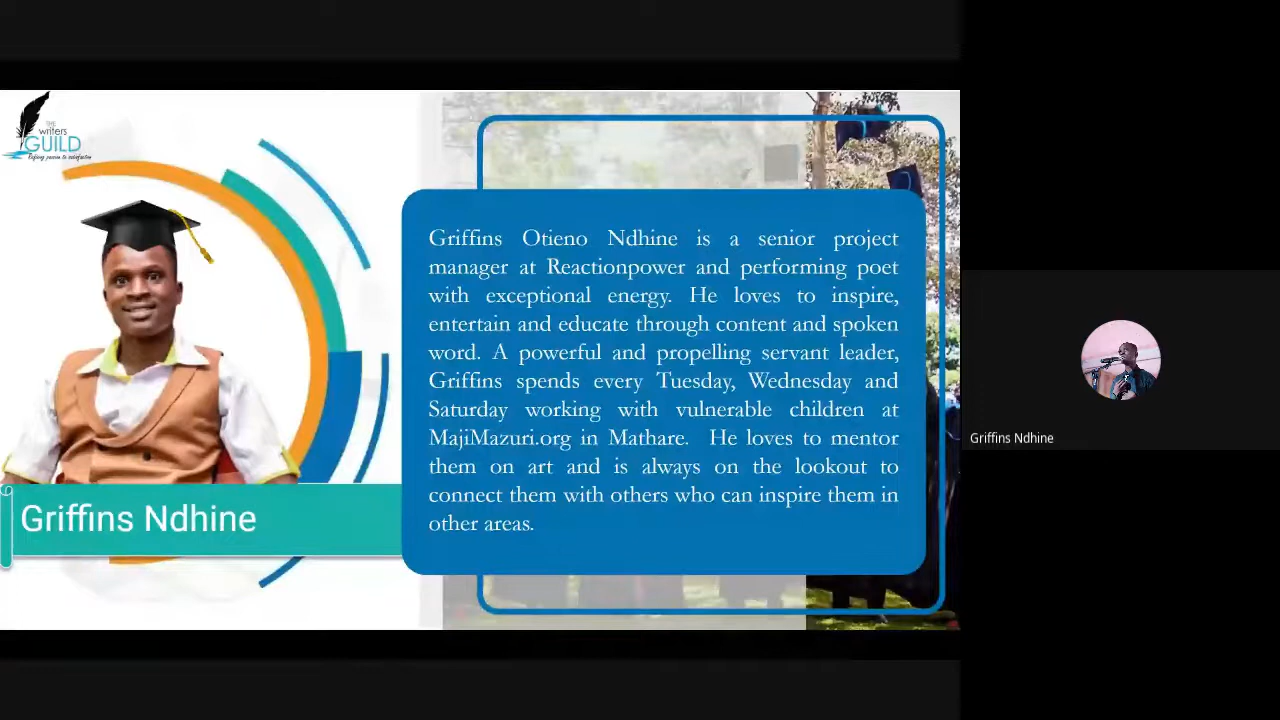 THE
writers
GUILD
Griffins Otieno Ndhine is a senior project
manager at Reactionpower and performing poet
with exceptional energy. He loves to inspire,
entertain and educate through content and spoken
word. A powerful and propelling servant leader,
Griffins spends every Tuesday, Wednesday and
Saturday working with vulnerable children at
MajiMazuri.org in Mathare. He loves to mentor
them on art and is always on the lookout to
connect them with others who can inspire them in
other areas.
Griffins Ndhine
Griffins Ndhine